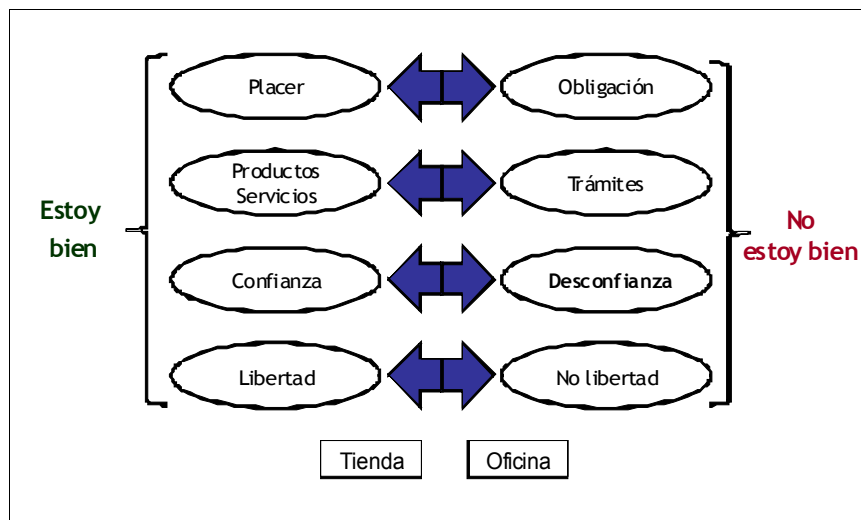 Placer
Obligación
Productos
Servicios
Trámites
Estoy
bien
No
estoy bien
Confianza
Desconfianza
Libertad
No libertad
Tienda
Oficina